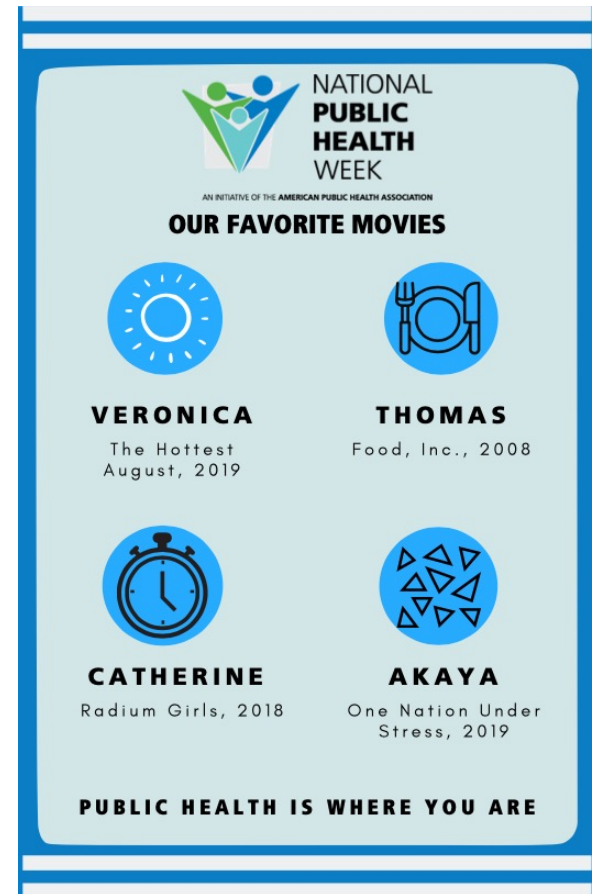 NATIONAL
PUBLIC
HEALTH
WEEK
AN INITIATIVE OF THE AMERICAN PUBLIC HEALTH ASSOCIATION
OUR FAVORITE MOVIES
VERONICA
The Hottest
August, 2019
THOMAS
Food, Inc., 2008
CATHERINE
Radium Girls, 2018
AKAYA
One Nation Under
Stress, 2019
PUBLIC HEALTH IS WHERE YOU ARE